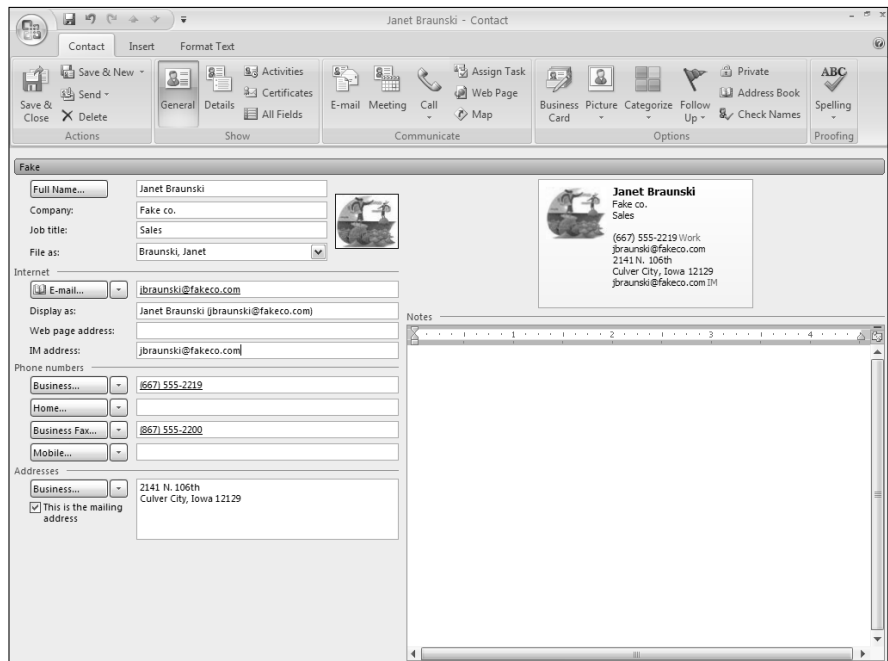 Janet Braunski - Contact
Contact Insert Format Text
Save & Close
Save & New
Send
Delete
Actions
General
Details
Activities
Certificates
All Fields
Show
E-mail
Meeting
Call
Assign Task
Web Page
Map
Communicate
Business Card
Picture
Categorize
Follow Up
Private
Address Book
Check Names
Options
ABC
Spelling
Proofing
Fake
Full Name... Janet Braunski
Company: Fake co.
Job title: Sales
File as: Braunski, Janet
Internet
E-mail... jbraunski@fakeco.com
Display as: Janet Braunski (jbraunski@fakeco.com)
Web page address:
IM address: jbraunski@fakeco.com
Phone numbers
Business... (667) 555-2219
Home...
Business Fax... (867) 555-2200
Mobile...
Addresses
Business... 2141 N. 106th
Culver City, Iowa 12129
This is the mailing
address
Janet Braunski
Fake co.
Sales
(667) 555-2219 Work
jbraunski@fakeco.com
2141 N. 106th
Culver City, Iowa 12129
jbraunski@fakeco.com IM
Notes
1 2 3 4